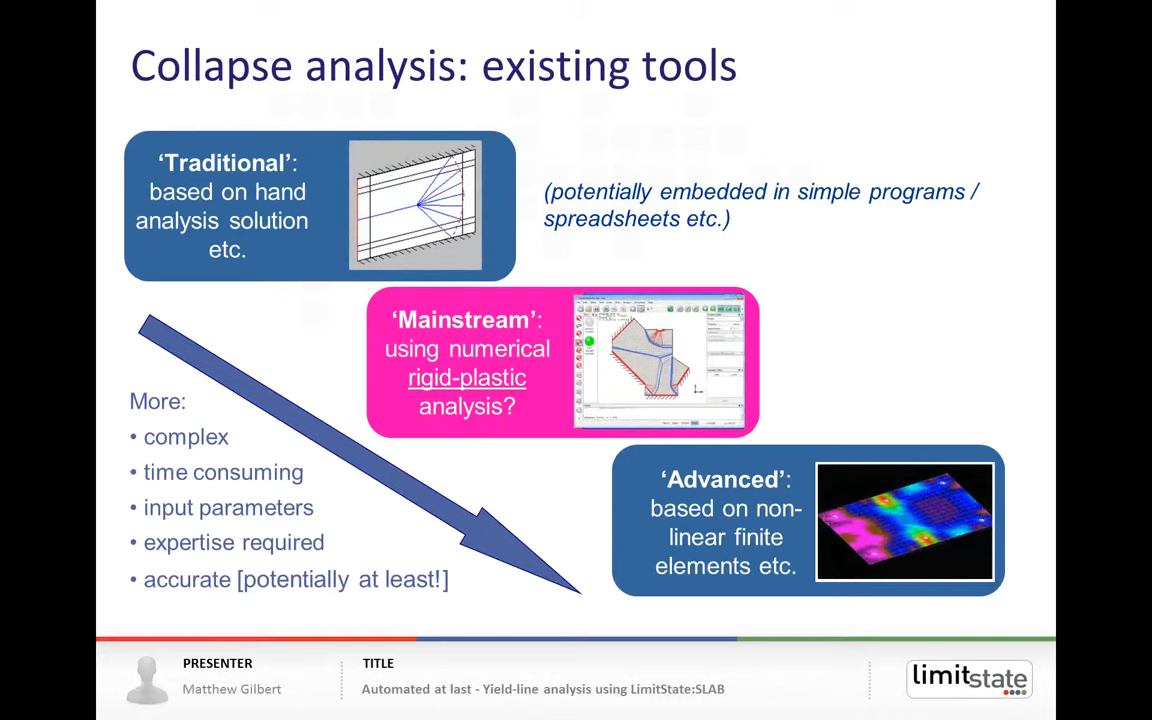 Collapse analysis: existing tools
‘Traditional’:
based on hand
analysis solution
etc.
(potentially embedded in simple programs /
spreadsheets etc.)
‘Mainstream’:
using numerical
rigid-plastic
analysis?
More:
• complex
• time consuming
• input parameters
• expertise required
• accurate [potentially at least!]
‘Advanced’:
based on non-
linear finite
elements etc.
PRESENTER
Matthew Gilbert
TITLE
Automated at last - Yield-line analysis using LimitState:SLAB
limitstate